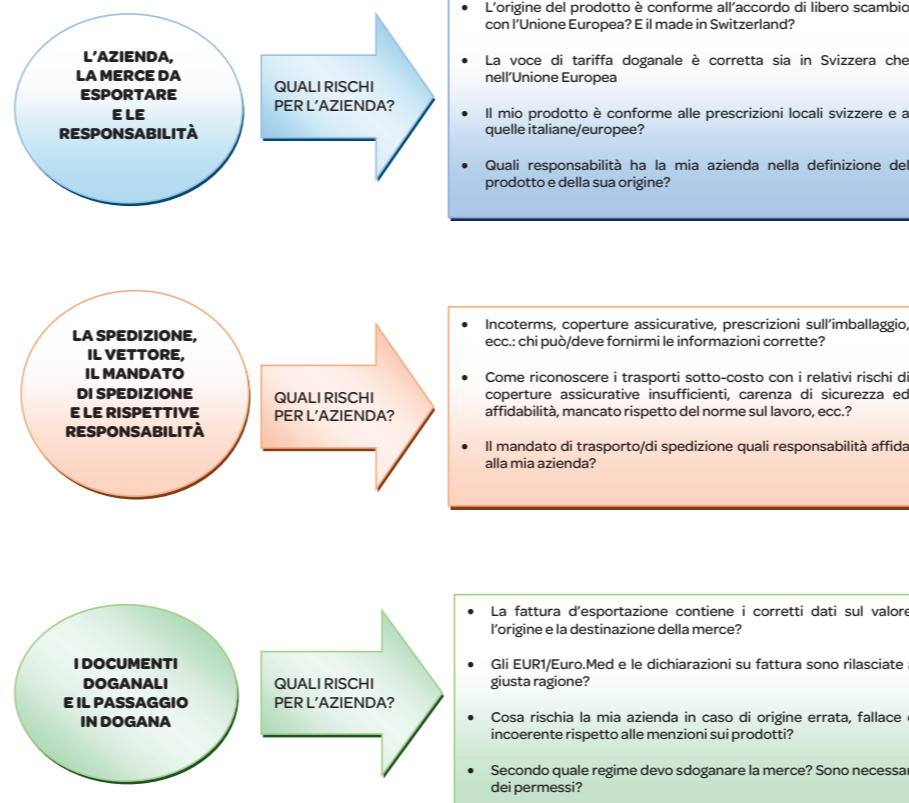 L'AZIENDA,
LA MERCE DA
ESPORTARE
E LE
RESPONSABILITÀ
QUALI RISCHI
PER L'AZIENDA?
• L'origine del prodotto è conforme all'accordo di libero scambio
con l'Unione Europea? E il made in Switzerland?
• La voce di tariffa doganale è corretta sia in Svizzera che
nell'Unione Europea
• Il mio prodotto è conforme alle prescrizioni locali svizzere e a
quelle italiane/europee?
• Quali responsabilità ha la mia azienda nella definizione del
prodotto e della sua origine?
LA SPEDIZIONE,
IL VETTORE,
IL MANDATO
DI SPEDIZIONE
E LE RISPETTIVE
RESPONSABILITÀ
QUALI RISCHI
PER L'AZIENDA?
• Incoterms, coperture assicurative, prescrizioni sull'imballaggio,
ecc.: chi può/deve fornirmi le informazioni corrette?
• Come riconoscere i trasporti sotto-costo con i relativi rischi di
coperture assicurative insufficienti, carenza di sicurezza ed
affidabilità, mancato rispetto del norme sul lavoro, ecc.?
• Il mandato di trasporto/di spedizione quali responsabilità affida
alla mia azienda?
I DOCUMENTI
DOGANALI
E IL PASSAGGIO
IN DOGANA
QUALI RISCHI
PER L'AZIENDA?
• La fattura d'esportazione contiene i corretti dati sul valore
l'origine e la destinazione della merce?
• Gli EUR1/Euro.Med e le dichiarazioni su fattura sono rilasciate
giusta ragione?
• Cosa rischia la mia azienda in caso di origine errata, fallace
incoerente rispetto alle menzioni sui prodotti?
• Secondo quale regime devo sdoganare la merce? Sono necessar
dei permessi?